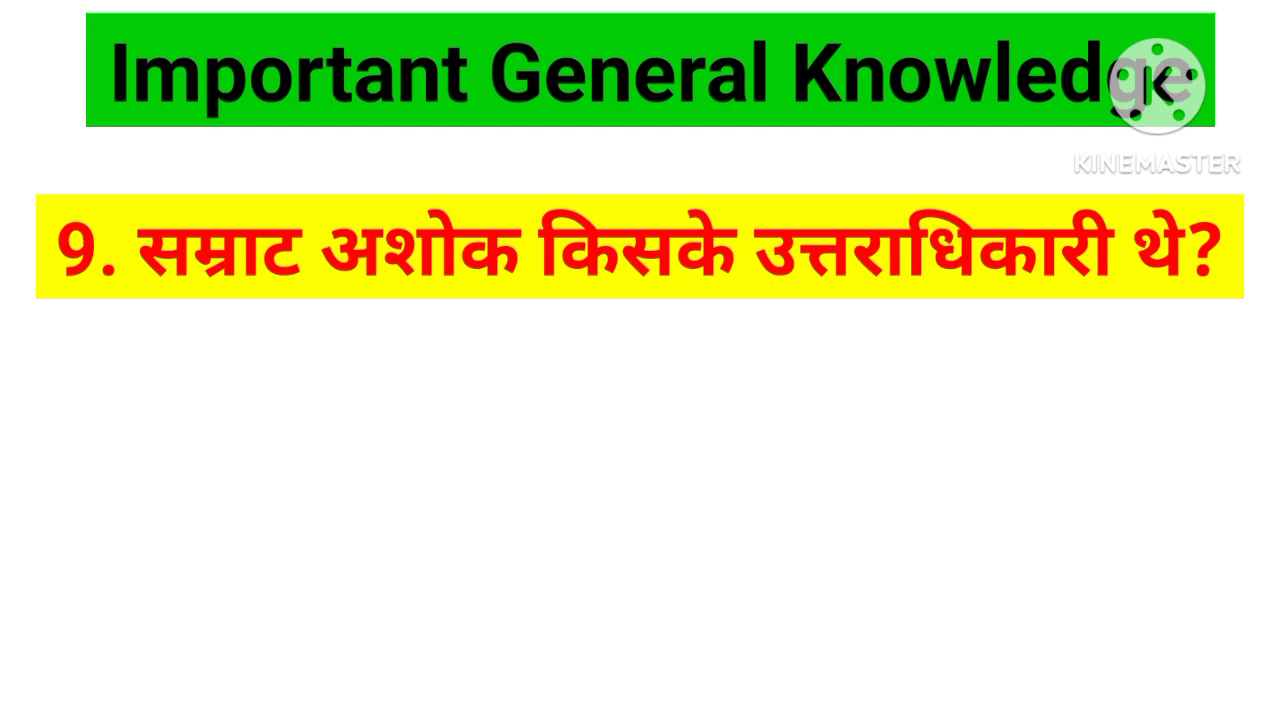 Important General Knowledge
KINEMASTER
9. सम्राट अशोक किसके उत्तराधिकारी थे?